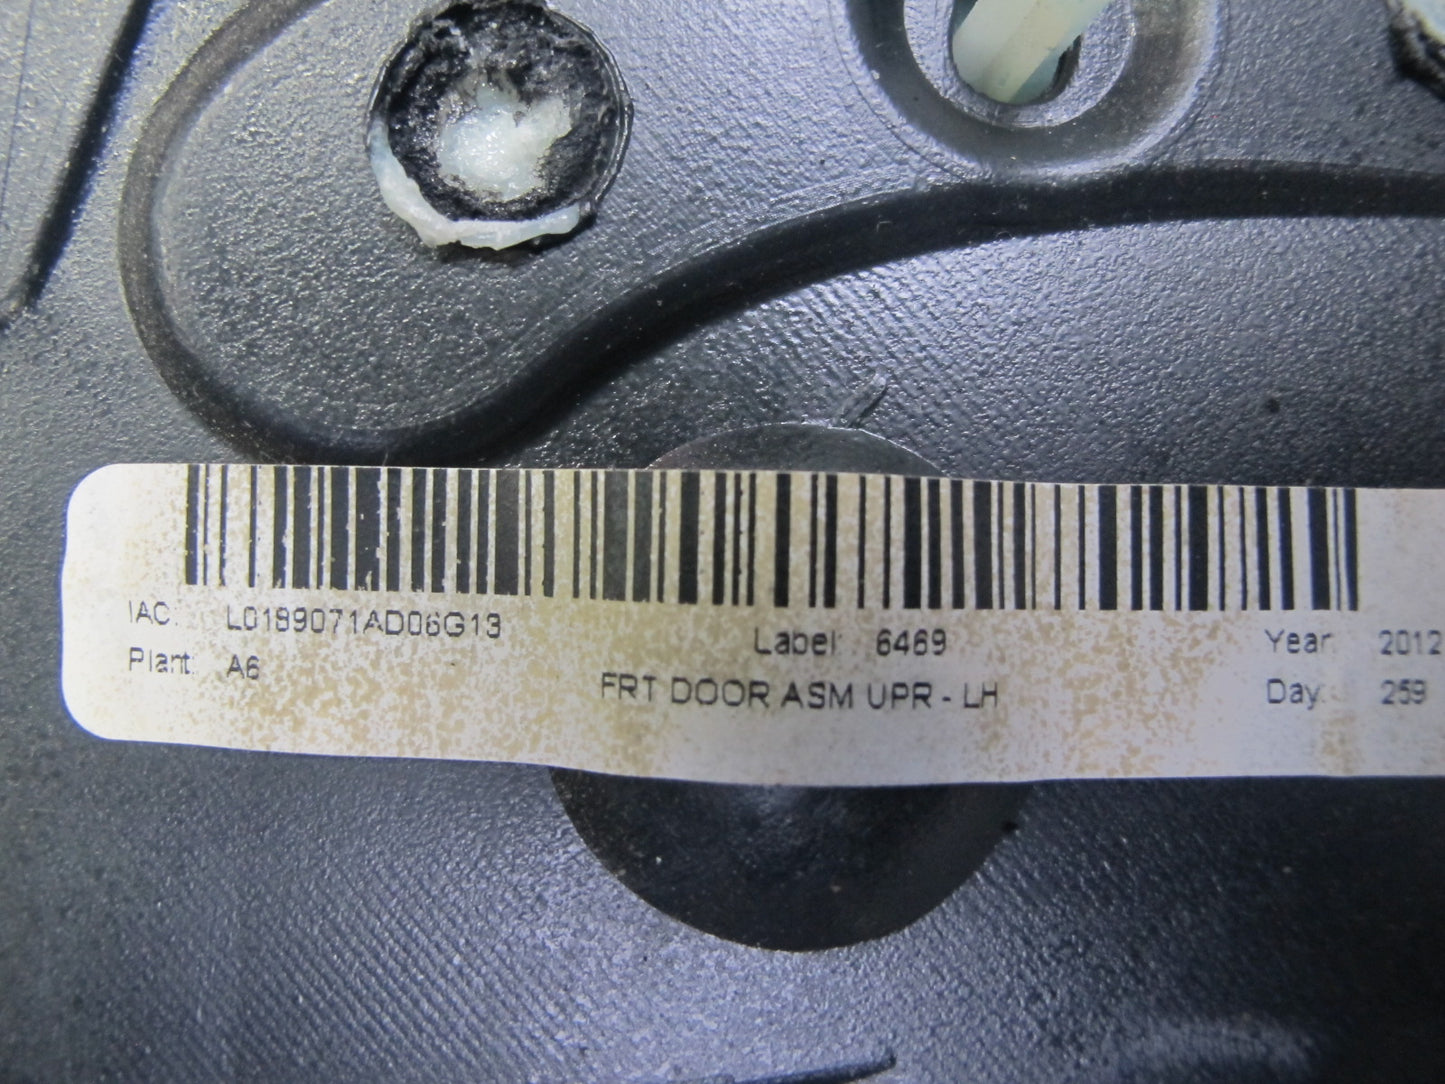 IAC: L0189071AD06G13
Label: 6469
Year: 2012
Plant: A6
FRT DOOR ASM UPR - LH
Day: 259